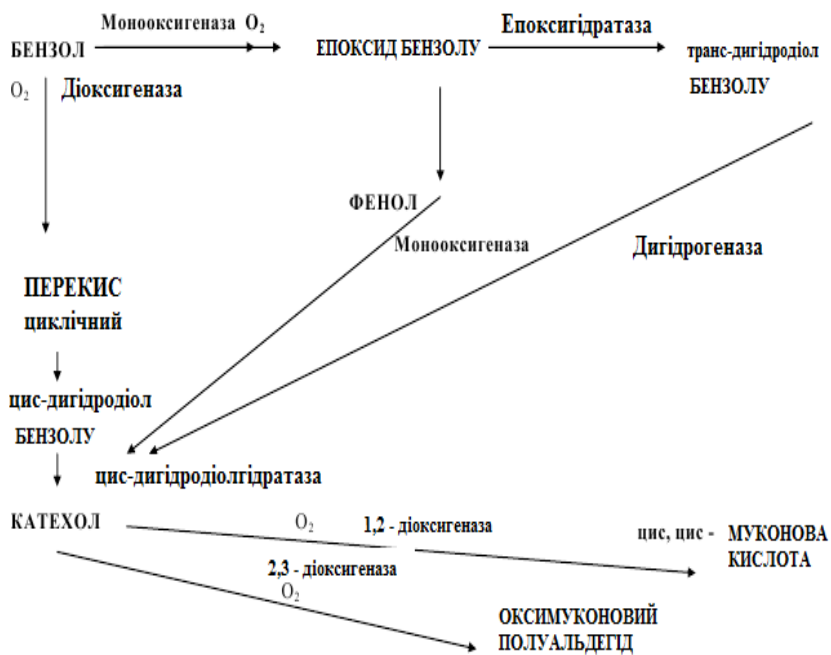 Монооксигеназа O₂
БЕНЗОЛ
ЕПОКСИД БЕНЗОЛУ
Епоксигідратаза
транс-дигідродіол
БЕНЗОЛУ
O₂ Діоксигеназа
ФЕНОЛ
Монооксигеназа
Дигідрогеназа
ПЕРЕКИС
циклічний
цис-дигідродіол
БЕНЗОЛУ
цис-дигідродіолгідратаза
КАТЕХОЛ
O₂ 1,2 - діоксигеназа
цис, цис - МУКОНОВА
КИСЛОТА
2,3 - діоксигеназа
O₂
ОКСИМУКОНОВИЙ
ПОЛУАЛЬДЕГІД